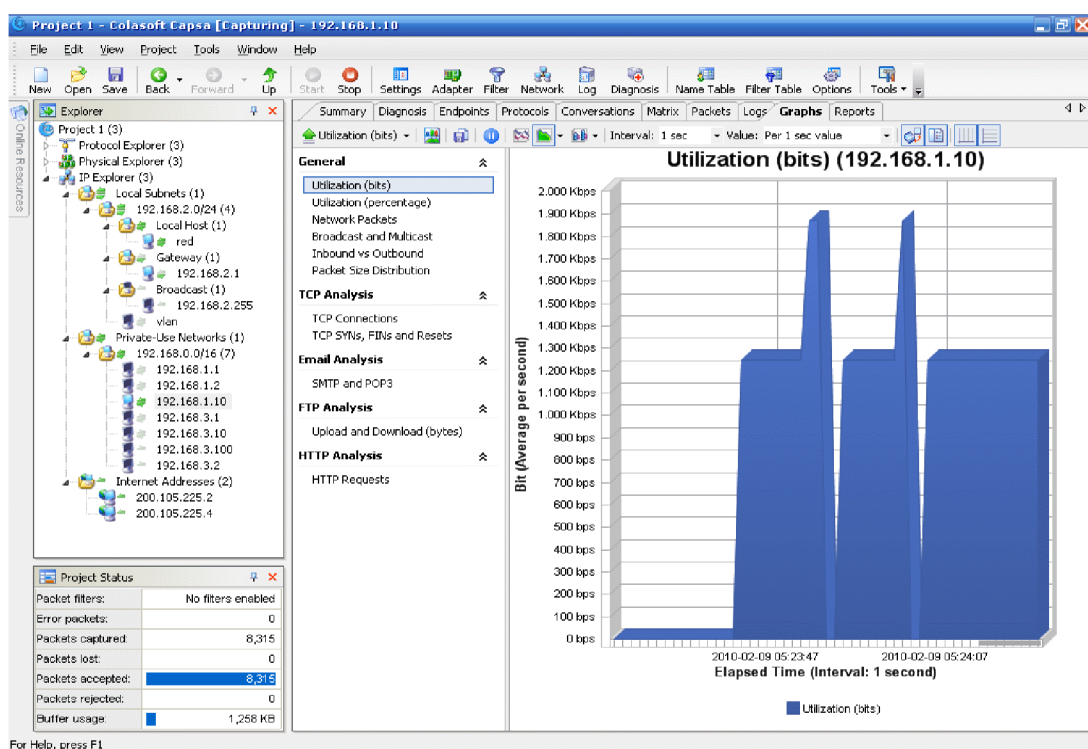 Project 1 - Colasoft Capsa [Capturing] - 192.168.1.10
File Edit View Project Tools Window Help
New Open Save Back Forward Up Start Stop Settings Adapter Filter Network Log Diagnosis Name Table Filter Table Options Tools
Online Resources
Explorer
Project 1 (3)
Protocol Explorer (3)
Physical Explorer (3)
IP Explorer (3)
Local Subnets (1)
192.168.2.0/24 (4)
Local Host (1)
red
Gateway (1)
192.168.2.1
Broadcast (1)
192.168.2.255
vlan
Private-Use Networks (1)
192.168.0.0/16 (7)
192.168.1.1
192.168.1.2
192.168.1.10
192.168.3.1
192.168.3.10
192.168.3.100
192.168.3.2
Internet Addresses (2)
200.105.225.2
200.105.225.4
Project Status
Packet filters: No filters enabled
Error packets: 0
Packets captured: 8,315
Packets lost: 0
Packets accepted: 8,315
Packets rejected: 0
Buffer usage: 1,258 KB
Summary Diagnosis Endpoints Protocols Conversations Matrix Packets Logs Graphs Reports
Utilization (bits) Interval: 1 sec Value: Per 1 sec value
General
Utilization (bits)
Utilization (percentage)
Network Packets
Broadcast and Multicast
Inbound vs Outbound
Packet Size Distribution
TCP Analysis
TCP Connections
TCP SYNs, FINs and Resets
Email Analysis
SMTP and POP3
FTP Analysis
Upload and Download (bytes)
HTTP Analysis
HTTP Requests
Utilization (bits) (192.168.1.10)
Bit (Average per second)
2.000 Kbps
1.900 Kbps
1.800 Kbps
1.700 Kbps
1.600 Kbps
1.500 Kbps
1.400 Kbps
1.300 Kbps
1.200 Kbps
1.100 Kbps
1.000 Kbps
900 bps
800 bps
700 bps
600 bps
500 bps
400 bps
300 bps
200 bps
100 bps
0 bps
2010-02-09 05:23:47 2010-02-09 05:24:07
Elapsed Time (Interval: 1 second)
Utilization (bits)
For Help, press F1